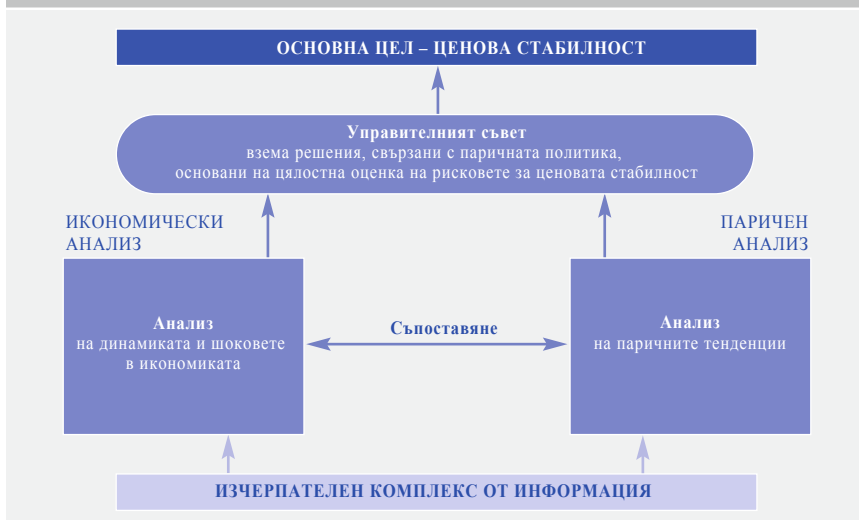 ОСНОВНА ЦЕЛ – ЦЕНОВА СТАБИЛНОСТ
Управителният съвет
взема решения, свързани с паричната политика,
основани на цялостна оценка на рисковете за ценовата стабилност
ИКОНОМИЧЕСКИ
АНАЛИЗ
ПАРИЧЕН
АНАЛИЗ
Анализ
на динамиката и шоковете
в икономиката
Съпоставяне
Анализ
на паричните тенденции
ИЗЧЕРПАТЕЛЕН КОМПЛЕКС ОТ ИНФОРМАЦИЯ